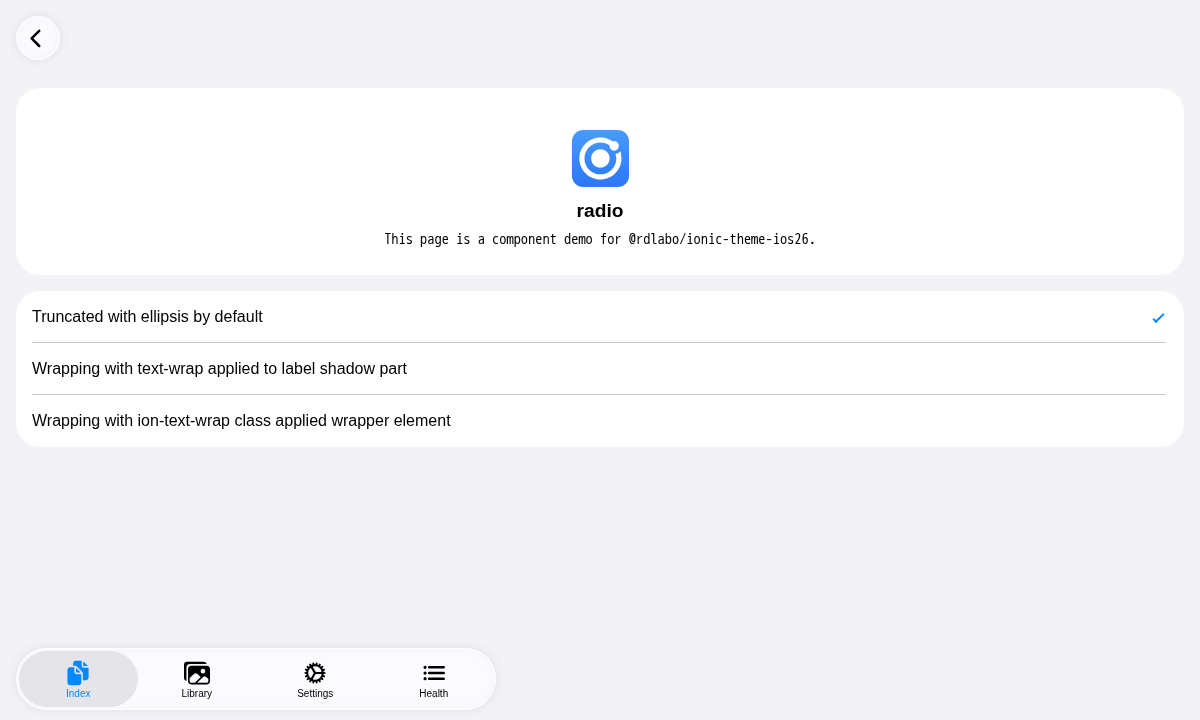 radio
This page is a component demo for @rdlabo/ionic-theme-ios26.
Truncated with ellipsis by default
Wrapping with text-wrap applied to label shadow part
Wrapping with ion-text-wrap class applied wrapper element
Index
Library
Settings
Health